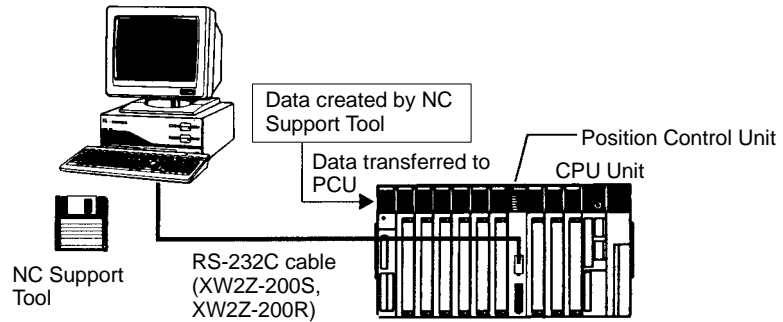 Data created by NC
Support Tool
Position Control Unit
Data transferred to
PCU
CPU Unit
NC Support
Tool
RS-232C cable
(XW2Z-200S,
XW2Z-200R)